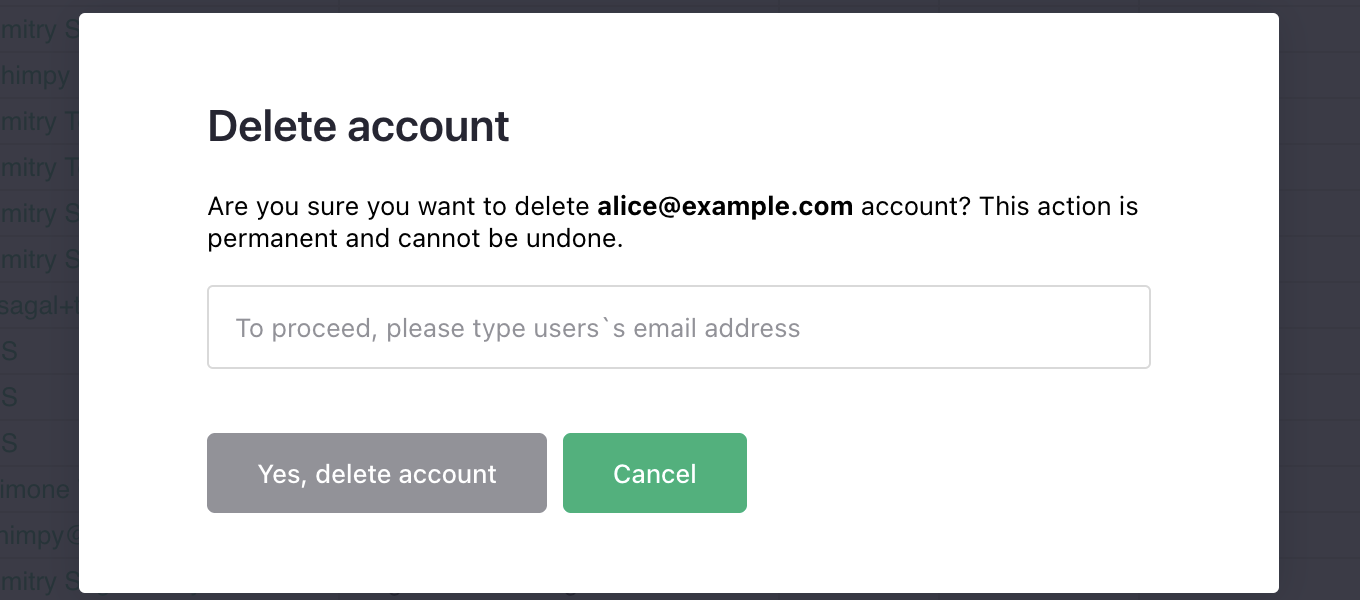 Delete account
Are you sure you want to delete alice@example.com account? This action is
permanent and cannot be undone.
To proceed, please type users`s email address
Yes, delete account
Cancel
mitry S
himpy
mitry T
mitry T
mitry S
mitry S
sagal+
S
S
S
imone
himpy@
mitry S